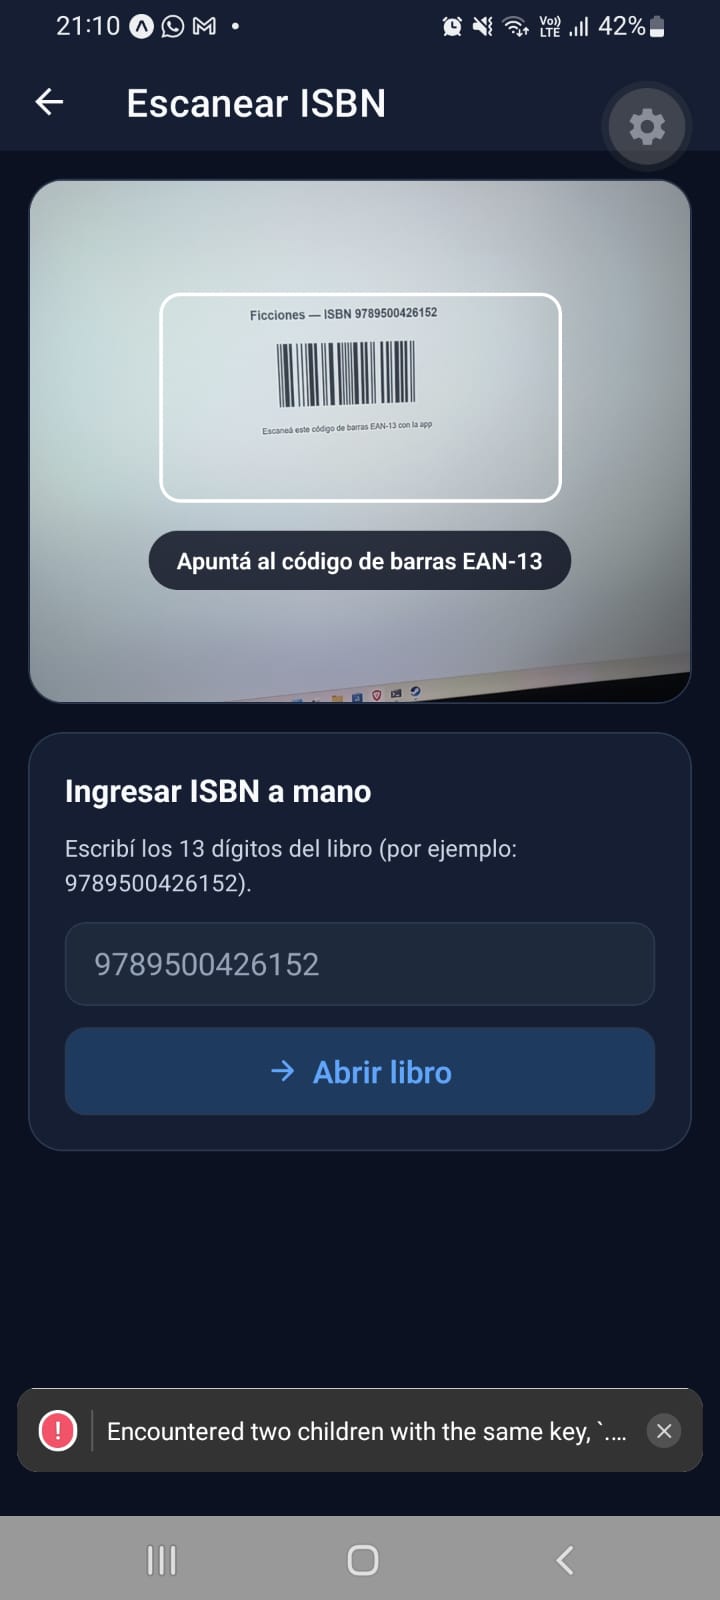 21:10
Vo)) LTE 42%
Escanear ISBN
Ficciones — ISBN 9789500426152
Escaneá este código de barras EAN-13 con la app
Apuntá al código de barras EAN-13
Ingresar ISBN a mano
Escribí los 13 dígitos del libro (por ejemplo:
9789500426152).
9789500426152
→ Abrir libro
! Encountered two children with the same key, `....